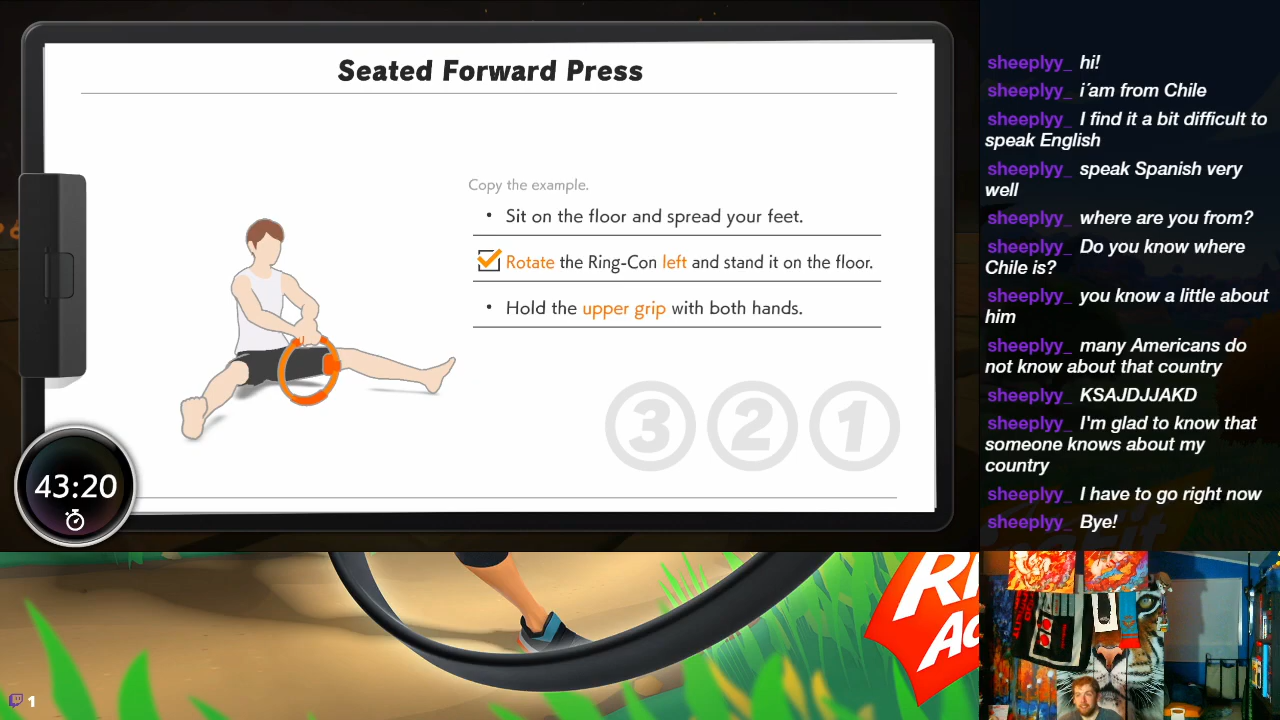 Seated Forward Press
Copy the example.
• Sit on the floor and spread your feet.
Rotate the Ring-Con left and stand it on the floor.
• Hold the upper grip with both hands.
3 2 1
43:20
1
sheeplyy_ hi!
sheeplyy_ i´am from Chile
sheeplyy_ I find it a bit difficult to
speak English
sheeplyy_ speak Spanish very
well
sheeplyy_ where are you from?
sheeplyy_ Do you know where
Chile is?
sheeplyy_ you know a little about
him
sheeplyy_ many Americans do
not know about that country
sheeplyy_ KSAJDJJAKD
sheeplyy_ I'm glad to know that
someone knows about my
country
sheeplyy_ I have to go right now
sheeplyy_ Bye!